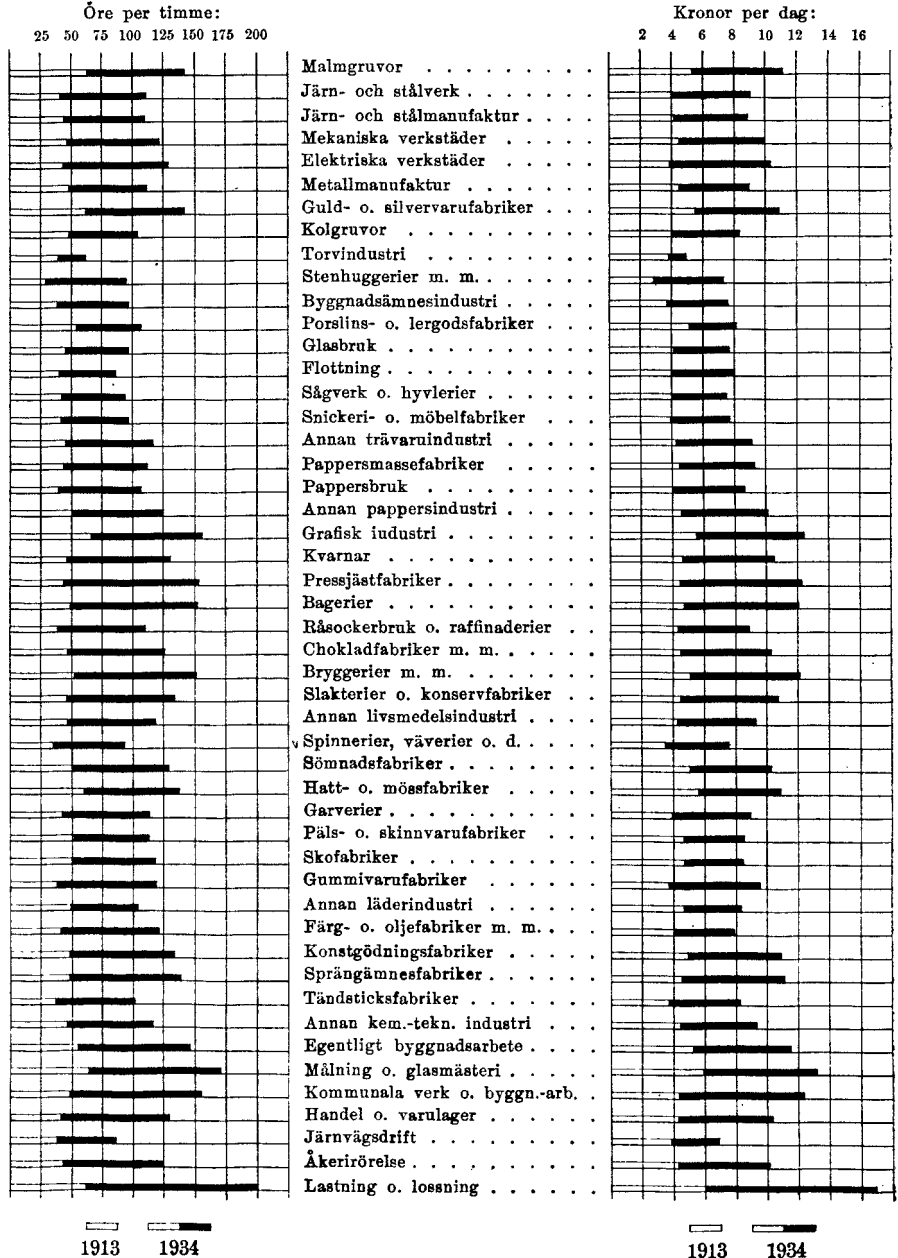 Öre per timme:
Kronor per dag:
25 50 75 100 125 150 175 200
2 4 6 8 10 12 14 16
Malmgruvor
Järn- och stålverk
Järn- och stålmanufaktur
Mekaniska verkstäder
Elektriska verkstäder
Metallmanufaktur
Guld- o. silvervarufabriker
Kolgruvor
Torvindustri
Stenhuggerier m. m.
Byggnadsämnesindustri
Porslins- o. lergodsfabriker
Glasbruk
Flottning
Sågverk o. hyvlerier
Snickeri- o. möbelfabriker
Annan trävaruindustri
Pappersmassefabriker
Pappersbruk
Annan pappersindustri
Grafisk iudustri
Kvarnar
Pressjästfabriker
Bagerier
Råsockerbruk o. raffinaderier
Chokladfabriker m. m.
Bryggerier m. m.
Slakterier o. konservfabriker
Annan livsmedelsindustri
Spinnerier, väverier o. d.
Sömnadsfabriker
Hatt- o. mössfabriker
Garverier
Päls- o. skinnvarufabriker
Skofabriker
Gummivarufabriker
Annan läderindustri
Färg- o. oljefabriker m. m.
Konstgödningsfabriker
Sprängämnesfabriker
Tändsticksfabriker
Annan kem.-tekn. industri
Egentligt byggnadsarbete
Målning o. glasmästeri
Kommunala verk o. byggn.-arb.
Handel o. varulager
Järnvägsdrift
Åkerirörelse
Lastning o. lossning
1913 1934
1913 1934